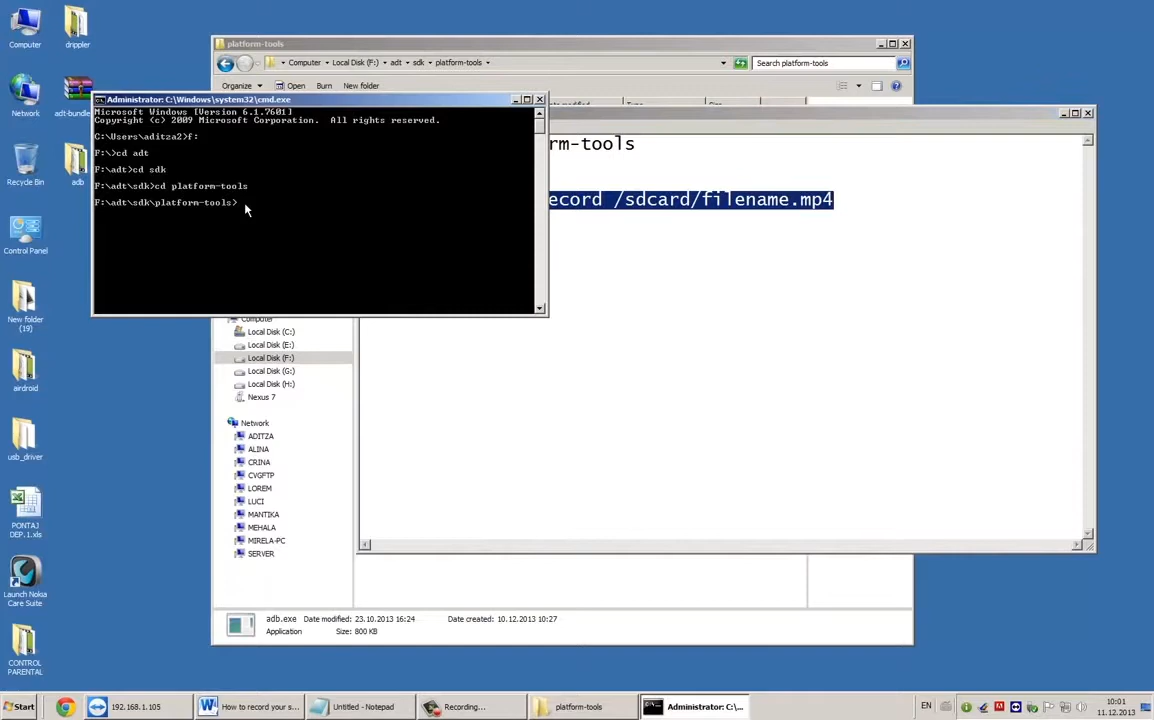 Computer
drippler
Network
adt-bundle
Recycle Bin
adb
Control Panel
New folder
(19)
airdroid
usb_driver
PONTAJ
DEP.1.xls
Launch Nokia
Care Suite
CONTROL
PARENTAL
platform-tools
Computer
Local Disk (F:)
adt
sdk
platform-tools
Search platform-tools
Organize
Open
Burn
New folder
Administrator: C:\Windows\system32\cmd.exe
Microsoft Windows [Version 6.1.7601]
Copyright (c) 2009 Microsoft Corporation.  All rights reserved.
C:\Users\aditza2>f:
F:\>cd adt
F:\adt>cd sdk
F:\adt\sdk>cd platform-tools
F:\adt\sdk\platform-tools>
rm-tools
ecord /sdcard/filename.mp4
Computer
Local Disk (C:)
Local Disk (E:)
Local Disk (F:)
Local Disk (G:)
Local Disk (H:)
Nexus 7
Network
ADITZA
ALINA
CRINA
CVGFTP
LOREM
LUCI
MANTIKA
MEHALA
MIRELA-PC
SERVER
adb.exe
Date modified: 23.10.2013 16:24
Date created: 10.12.2013 10:27
Application
Size: 800 KB
Start
192.168.1.105
How to record your s...
Untitled - Notepad
Recording...
platform-tools
Administrator: C:\...
EN
10:01
11.12.2013